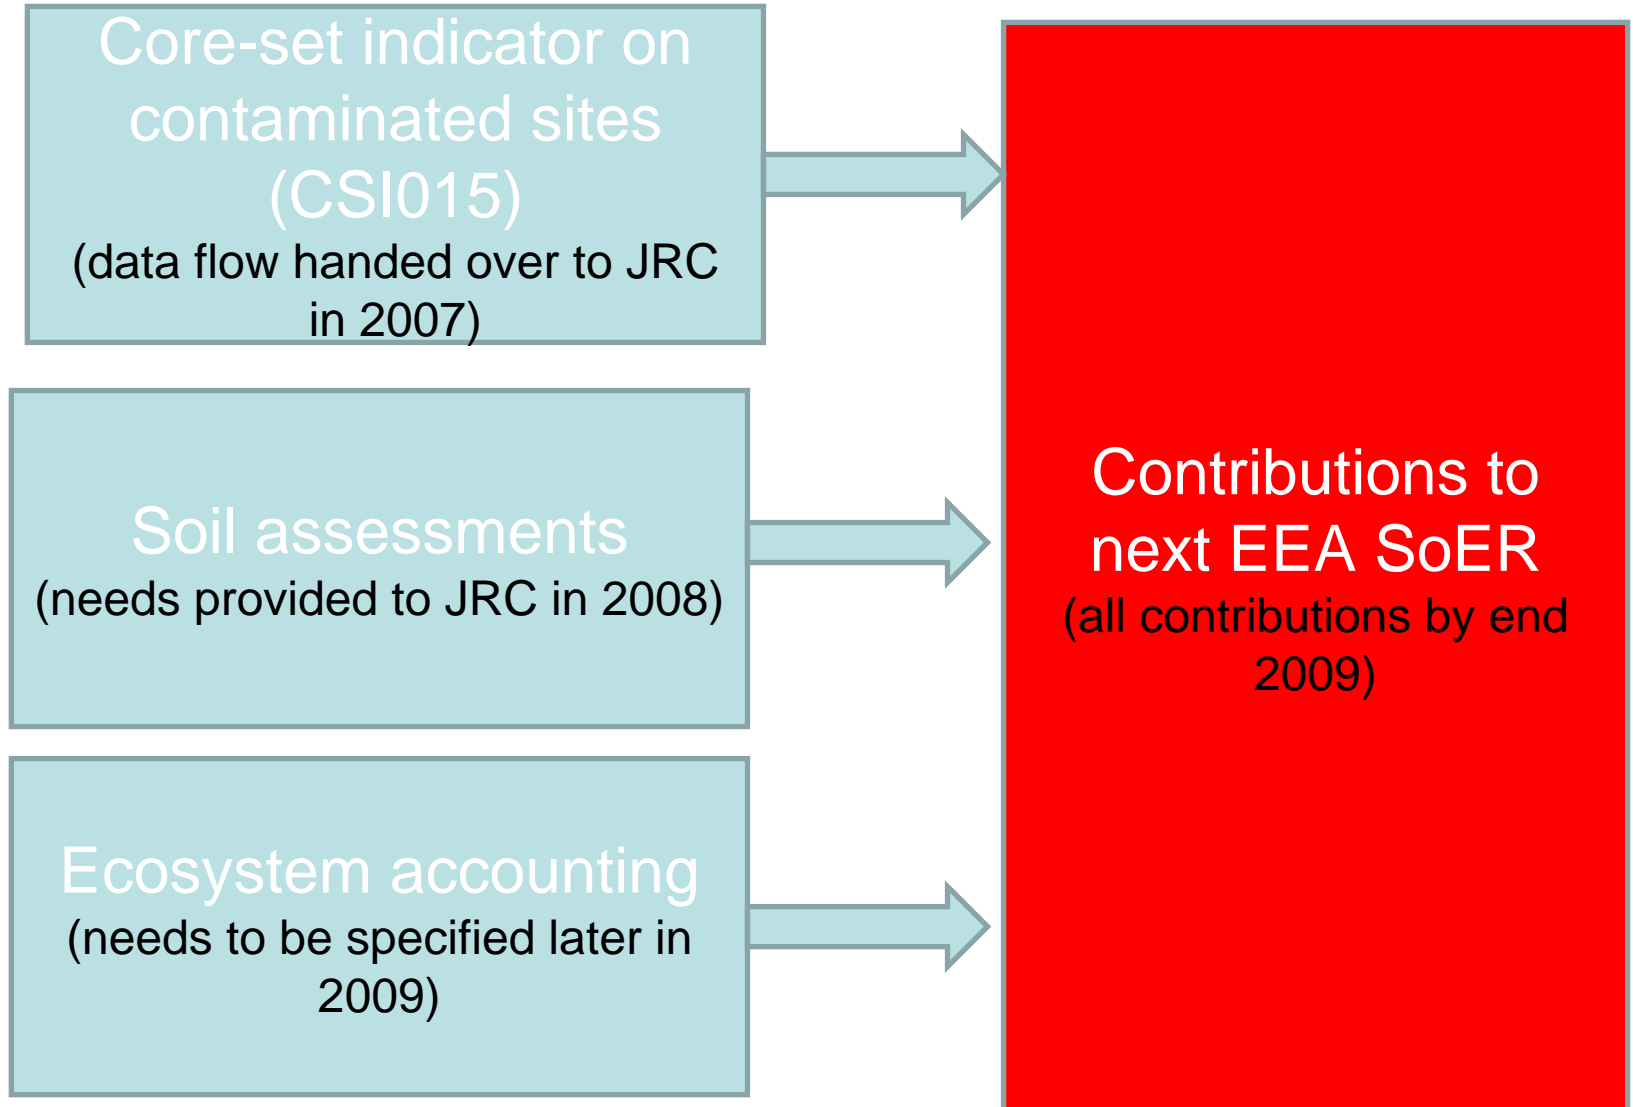 Core-set indicator on
contaminated sites
(CSI015)
(data flow handed over to JRC
in 2007)
Soil assessments
(needs provided to JRC in 2008)
Ecosystem accounting
(needs to be specified later in
2009)
Contributions to
next EEA SoER
(all contributions by end
2009)